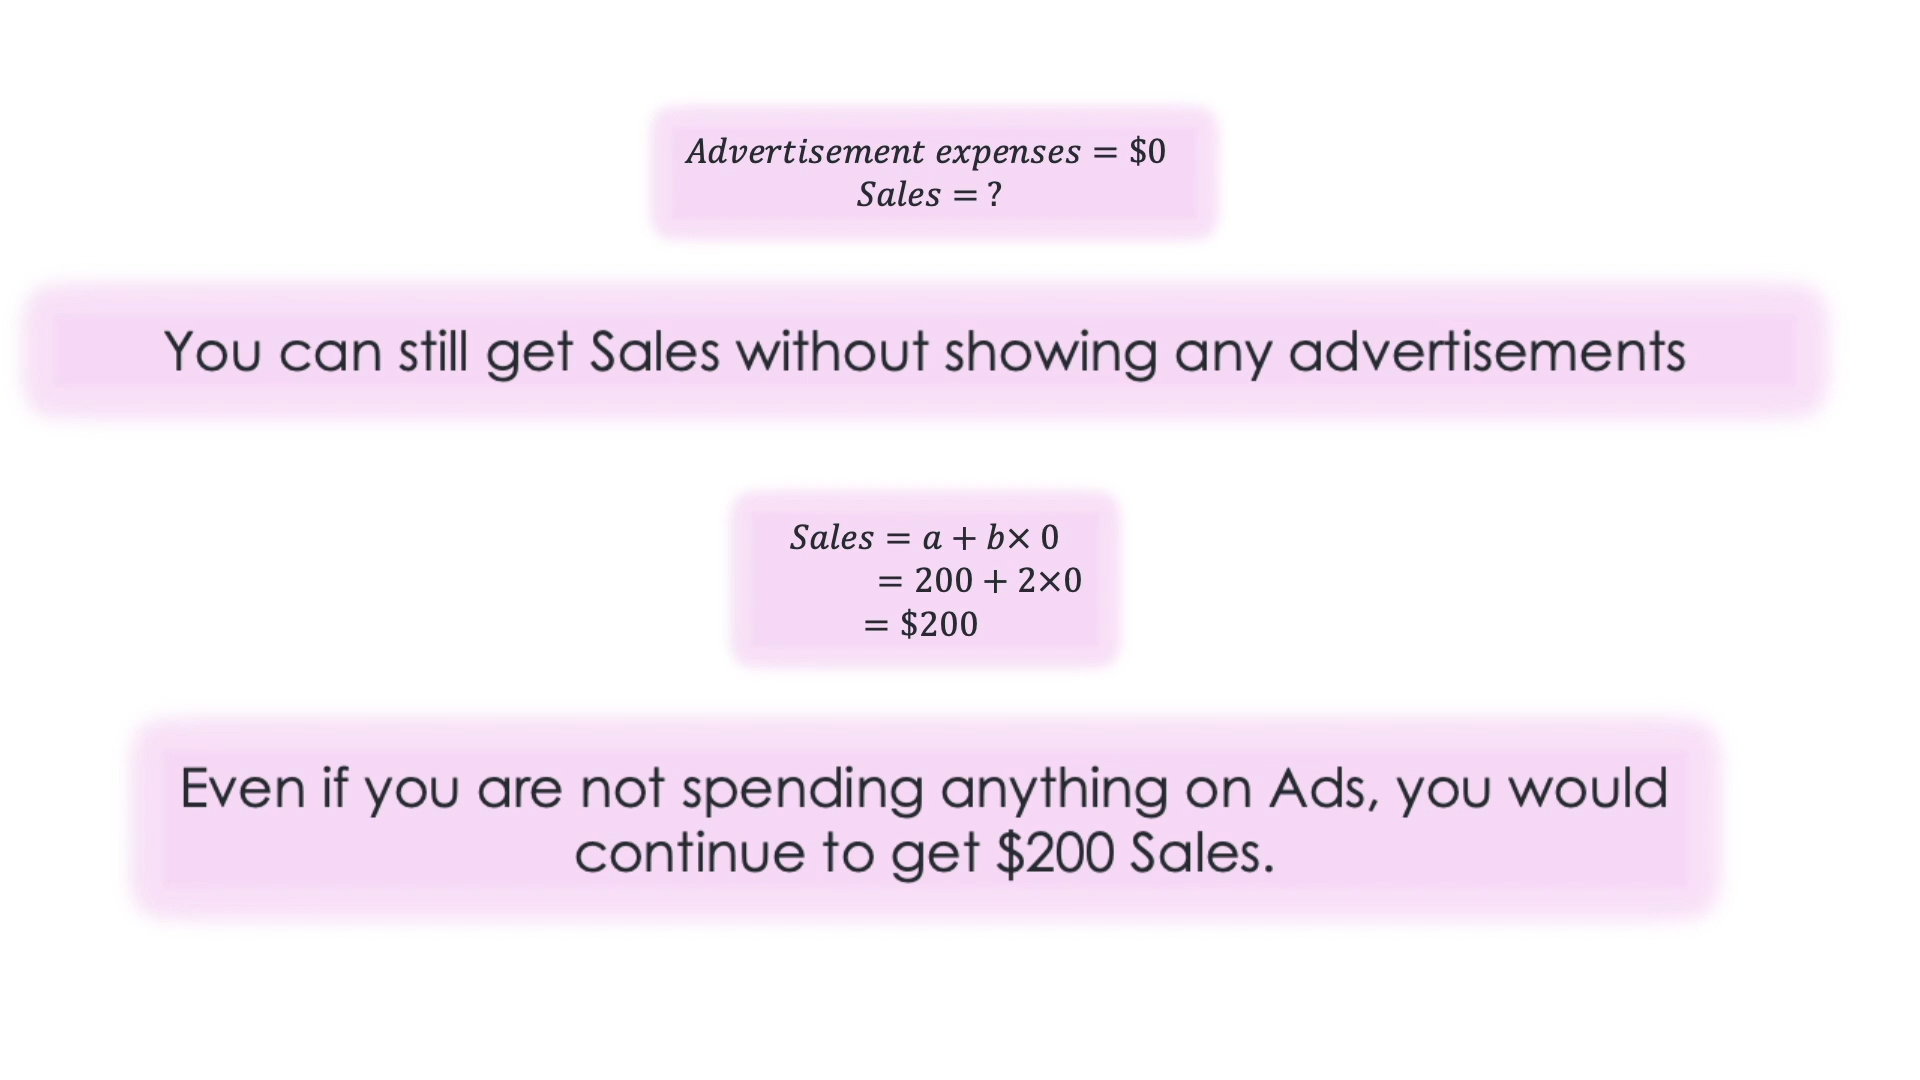 Advertisement expenses = $0
Sales = ?
You can still get Sales without showing any advertisements
Sales = a + b× 0
= 200 + 2×0
= $200
Even if you are not spending anything on Ads, you would
continue to get $200 Sales.